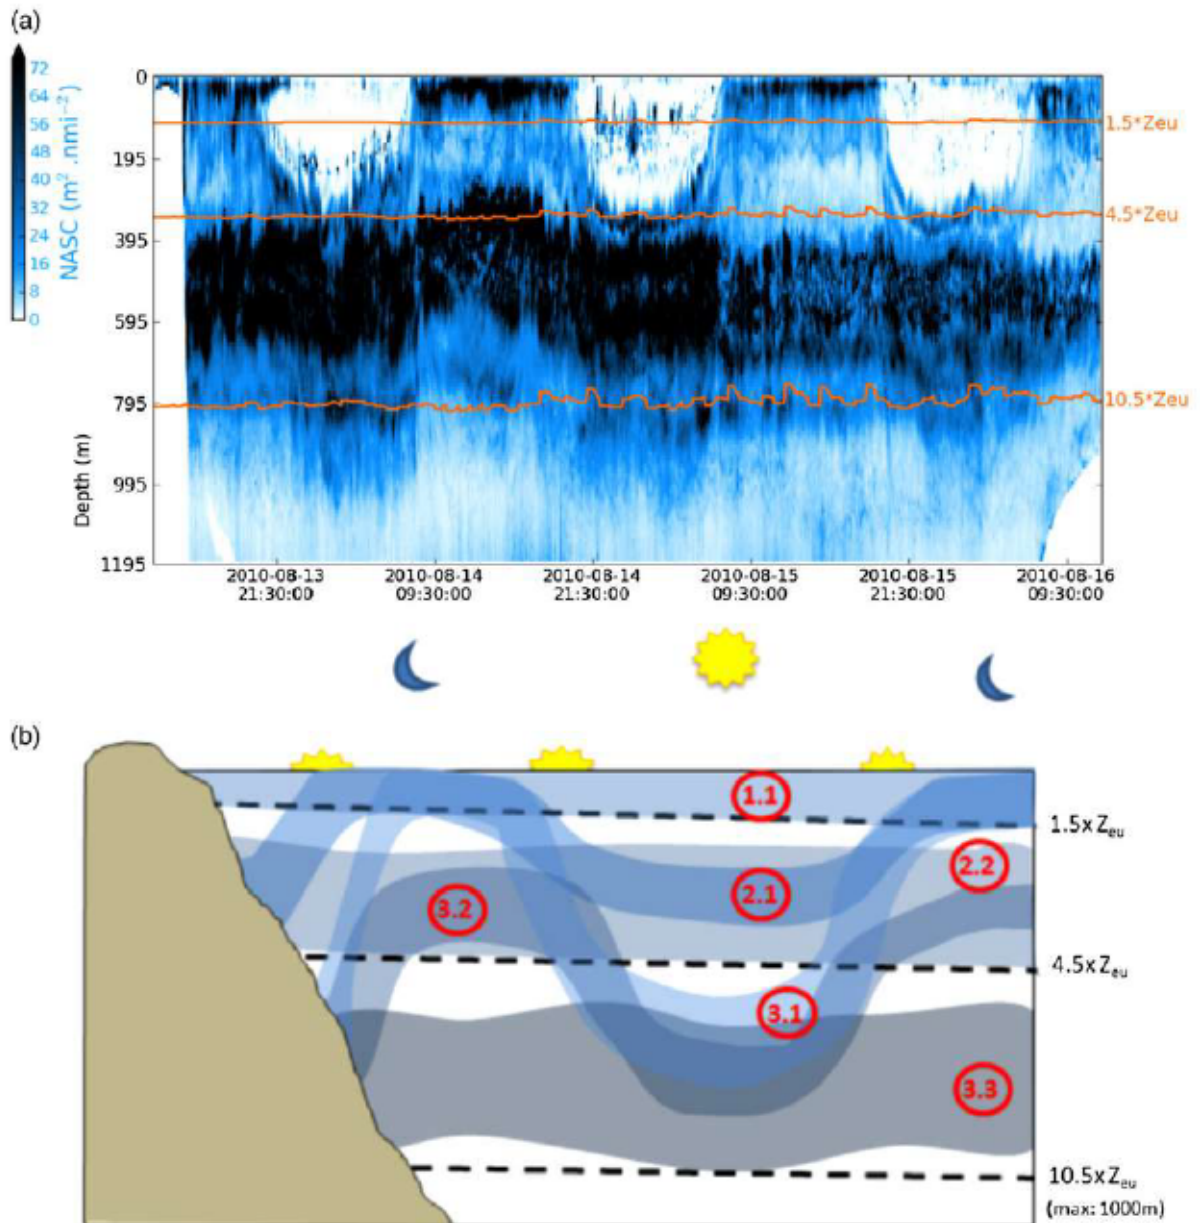 (a)
72
64
56
48
40
32
24
16
8
0
NASC (m².nmi⁻²)
0
195
395
595
795
995
1195
Depth (m)
1.5*Zeu
4.5*Zeu
10.5*Zeu
2010-08-13 21:30:00
2010-08-14 09:30:00
2010-08-14 21:30:00
2010-08-15 09:30:00
2010-08-15 21:30:00
2010-08-16 09:30:00
(b)
1.1
1.5x Zeu
2.2
2.1
3.2
4.5x Zeu
3.1
3.3
10.5x Zeu
(max: 1000m)